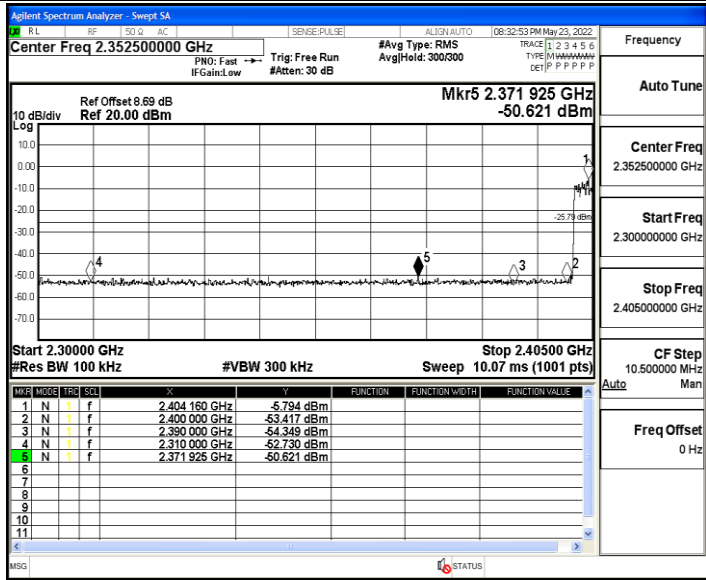 Agilent Spectrum Analyzer - Swept SA
LXI RL RF 50 Ω AC SENSE:PULSE ALIGN AUTO 08:32:53 PM May 23, 2022
Center Freq 2.352500000 GHz #Avg Type: RMS TRACE 1 2 3 4 5 6
PNO: Fast Trig: Free Run Avg|Hold: 300/300 TYPE M WWWWW
IFGain:Low #Atten: 30 dB DET P P P P P P
Mkr5 2.371 925 GHz
Ref Offset 8.69 dB
10 dB/div Ref 20.00 dBm -50.621 dBm
Log
10.0
1
0.00
-10.0
-20.0
-25.79 dBm
-30.0
-40.0
4 5 3 2
-50.0
-60.0
-70.0
Start 2.30000 GHz Stop 2.40500 GHz
#Res BW 100 kHz #VBW 300 kHz Sweep 10.07 ms (1001 pts)
MKR MODE TRC SCL X Y FUNCTION FUNCTION WIDTH FUNCTION VALUE
1 N 1 f 2.404 160 GHz -5.794 dBm
2 N 1 f 2.400 000 GHz -53.417 dBm
3 N 1 f 2.390 000 GHz -54.349 dBm
4 N 1 f 2.310 000 GHz -52.730 dBm
5 N 1 f 2.371 925 GHz -50.621 dBm
6
7
8
9
10
11
MSG STATUS
Frequency
Auto Tune
Center Freq
2.352500000 GHz
Start Freq
2.300000000 GHz
Stop Freq
2.405000000 GHz
CF Step
10.500000 MHz
Auto Man
Freq Offset
0 Hz